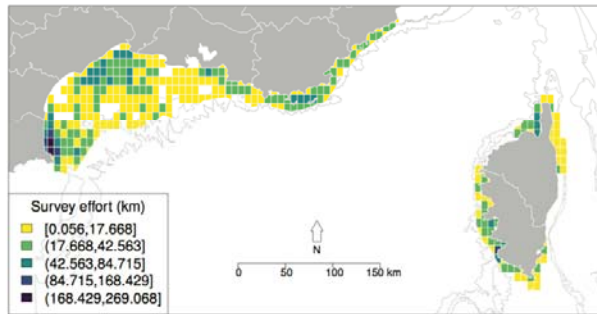 Survey effort (km)
[0.056,17.668]
(17.668,42.563]
(42.563,84.715]
(84.715,168.429]
(168.429,269.068]
N
0 50 100 150 km